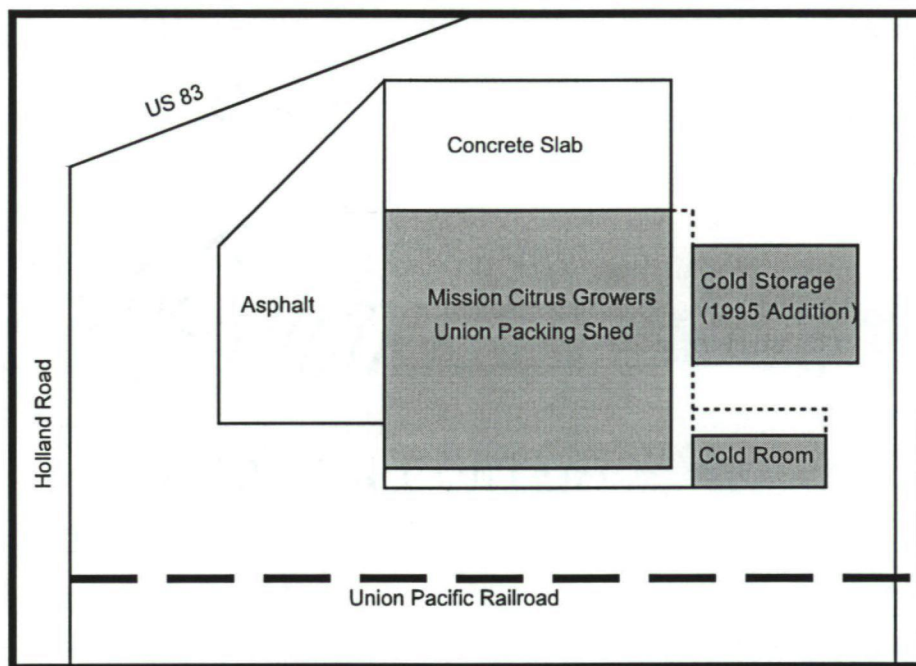 US 83
Concrete Slab
Cold Storage
(1995 Addition)
Mission Citrus Growers
Union Packing Shed
Asphalt
Holland Road
Cold Room
Union Pacific Railroad